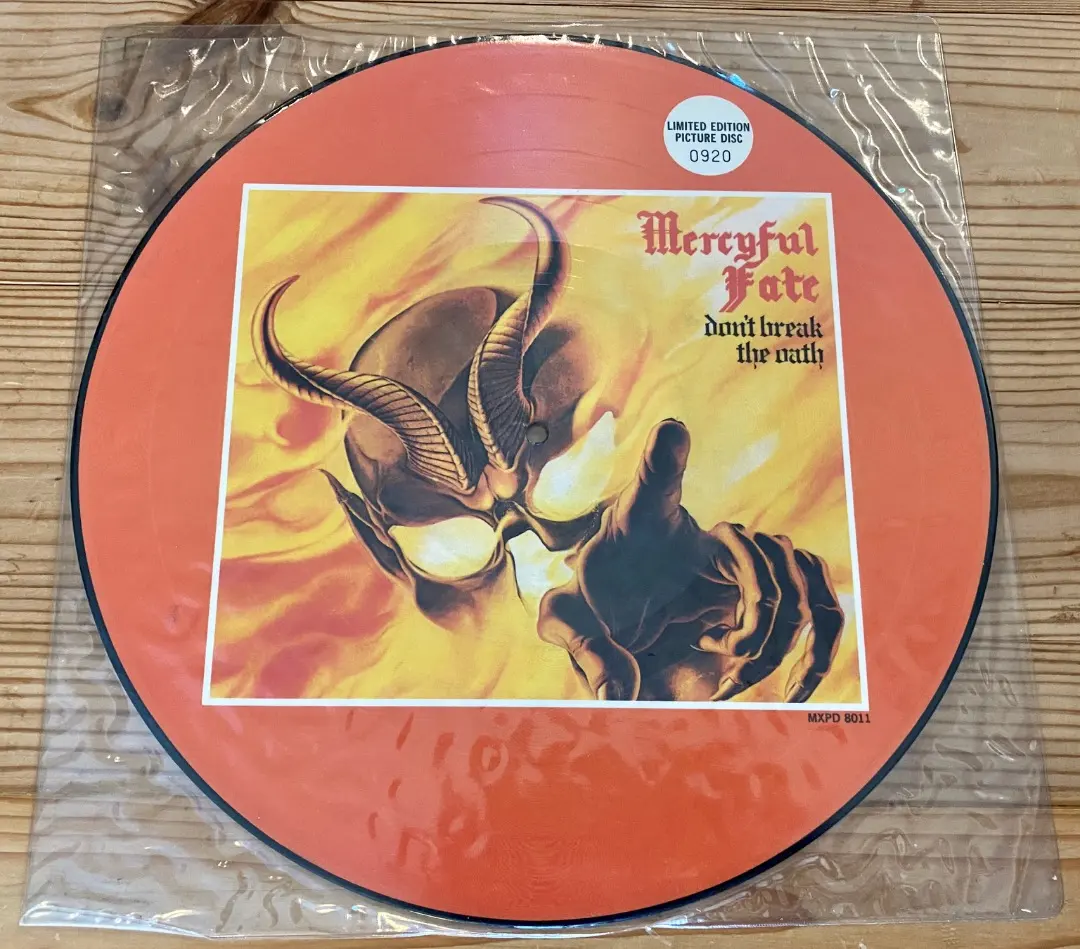 LIMITED EDITION
PICTURE DISC
0920
Mercyful
Fate
don't break
the oath
MXPD 8011